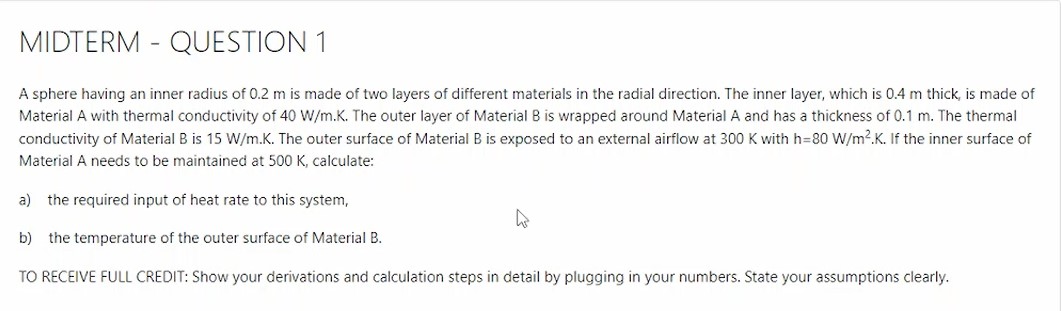 MIDTERM - QUESTION 1
A sphere having an inner radius of 0.2 m is made of two layers of different materials in the radial direction. The inner layer, which is 0.4 m thick, is made of
Material A with thermal conductivity of 40 W/m.K. The outer layer of Material B is wrapped around Material A and has a thickness of 0.1 m. The thermal
conductivity of Material B is 15 W/m.K. The outer surface of Material B is exposed to an external airflow at 300 K with h=80 W/m².K. If the inner surface of
Material A needs to be maintained at 500 K, calculate:
a) the required input of heat rate to this system,
b) the temperature of the outer surface of Material B.
TO RECEIVE FULL CREDIT: Show your derivations and calculation steps in detail by plugging in your numbers. State your assumptions clearly.